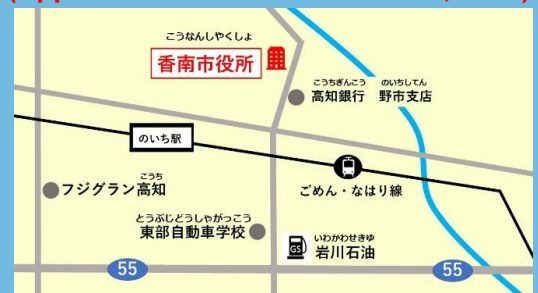 こうなんしやくしょ
香南市役所
こうちぎんこう のいちしてん
高知銀行 野市支店
のいち駅
こうち
フジグラン高知
ごめん・なはり線
とうぶじどうしゃがっこう
東部自動車学校
GS
いわがわせきゆ
岩川石油
55
55